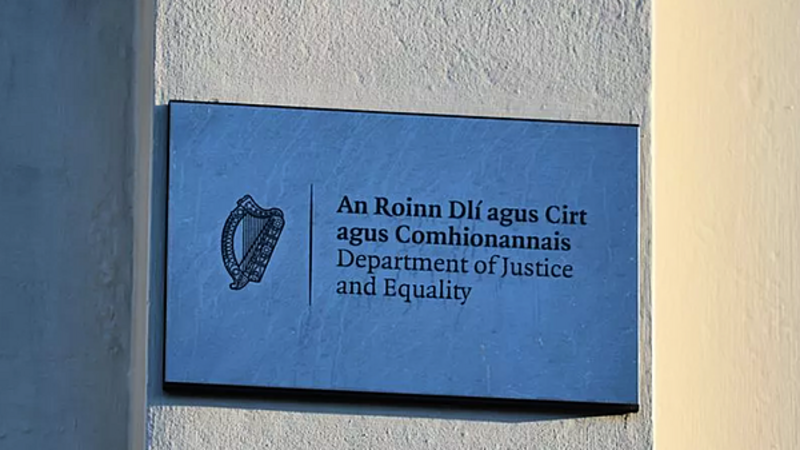 An Roinn Dlí agus Cirt
agus Comhionannais
Department of Justice
and Equality